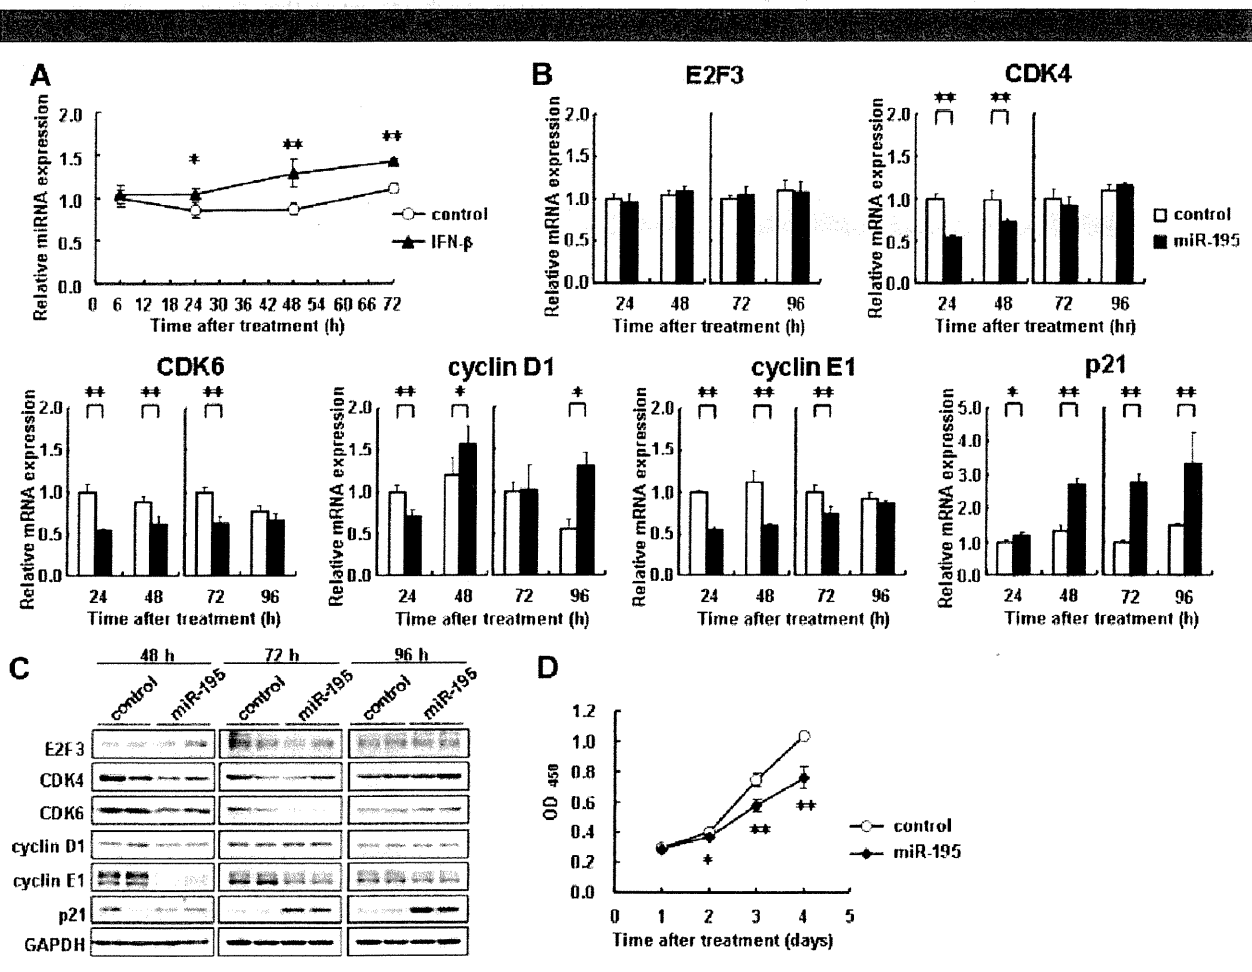 A
Relative miRNA expression
2.0
1.5
1.0
0.5
0.0
0 6 12 18 24 30 36 42 48 54 60 66 72
Time after treatment (h)
* ** **
control
IFN-β
B
E2F3
Relative mRNA expression
2.0
1.5
1.0
0.5
0.0
24 48 72 96
Time after treatment (h)
CDK4
Relative mRNA expression
** **
2.0
1.5
1.0
0.5
0.0
24 48 72 96
Time after treatment (hr)
control
miR-195
CDK6
Relative mRNA expression
** ** **
2.0
1.5
1.0
0.5
0.0
24 48 72 96
Time after treatment (h)
cyclin D1
Relative mRNA expression
** * *
2.0
1.5
1.0
0.5
0.0
24 48 72 96
Time after treatment (h)
cyclin E1
Relative mRNA expression
** ** **
2.0
1.5
1.0
0.5
0.0
24 48 72 96
Time after treatment (h)
p21
Relative mRNA expression
* ** ** **
5.0
4.0
3.0
2.0
1.0
0.0
24 48 72 96
Time after treatment (h)
C
48 h 72 h 96 h
control miR-195 control miR-195 control miR-195
E2F3
CDK4
CDK6
cyclin D1
cyclin E1
p21
GAPDH
D
OD 450
1.2
1.0
0.8
0.6
0.4
0.2
0.0
0 1 2 3 4 5
Time after treatment (days)
* ** **
control
miR-195